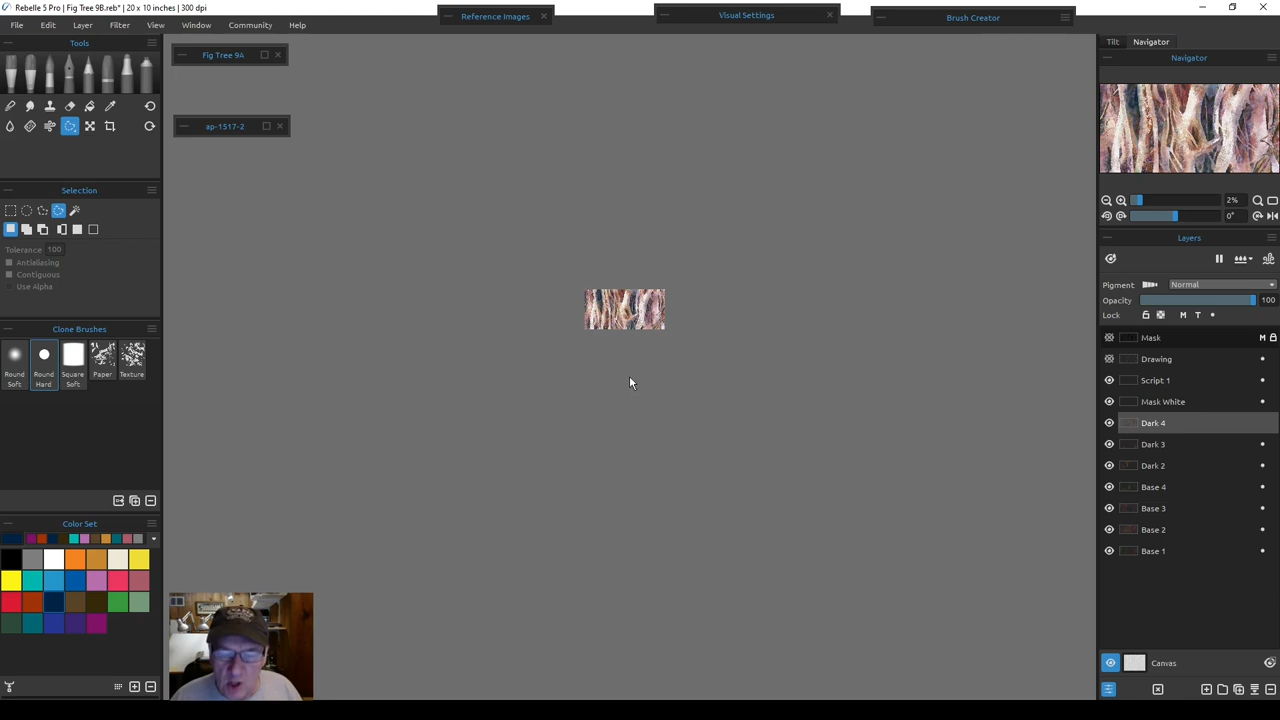 Rebelle 5 Pro | Fig Tree 9B.reb* | 20 x 10 inches | 300 dpi
File Edit Layer Filter View Window Community Help
Reference Images
Visual Settings
Brush Creator
Tools
Fig Tree 9A
ap-1517-2
Tilt Navigator
Navigator
2%
0°
Selection
Tolerance 100
Antialiasing
Contiguous
Use Alpha
Clone Brushes
Round Soft
Round Hard
Square Soft
Paper
Texture
Color Set
Layers
Pigment Normal
Opacity 100
Lock M T
Mask M
Drawing
Script 1
Mask White
Dark 4
Dark 3
Dark 2
Base 4
Base 3
Base 2
Base 1
Canvas